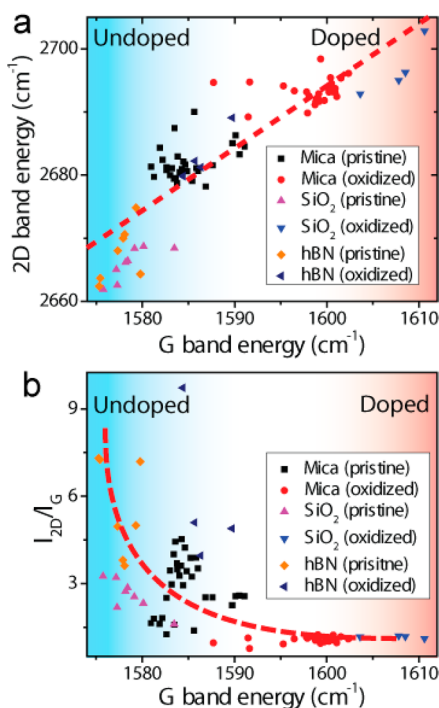 a
Undoped Doped
2D band energy (cm-1)
2700
2680
2660
Mica (pristine)
Mica (oxidized)
SiO2 (pristine)
SiO2 (oxidized)
hBN (pristine)
hBN (oxidized)
1580 1590 1600 1610
G band energy (cm-1)
b
Undoped Doped
I2D/IG
9
6
3
Mica (pristine)
Mica (oxidized)
SiO2 (pristine)
SiO2 (oxidized)
hBN (prisitne)
hBN (oxidized)
1580 1590 1600 1610
G band energy (cm-1)